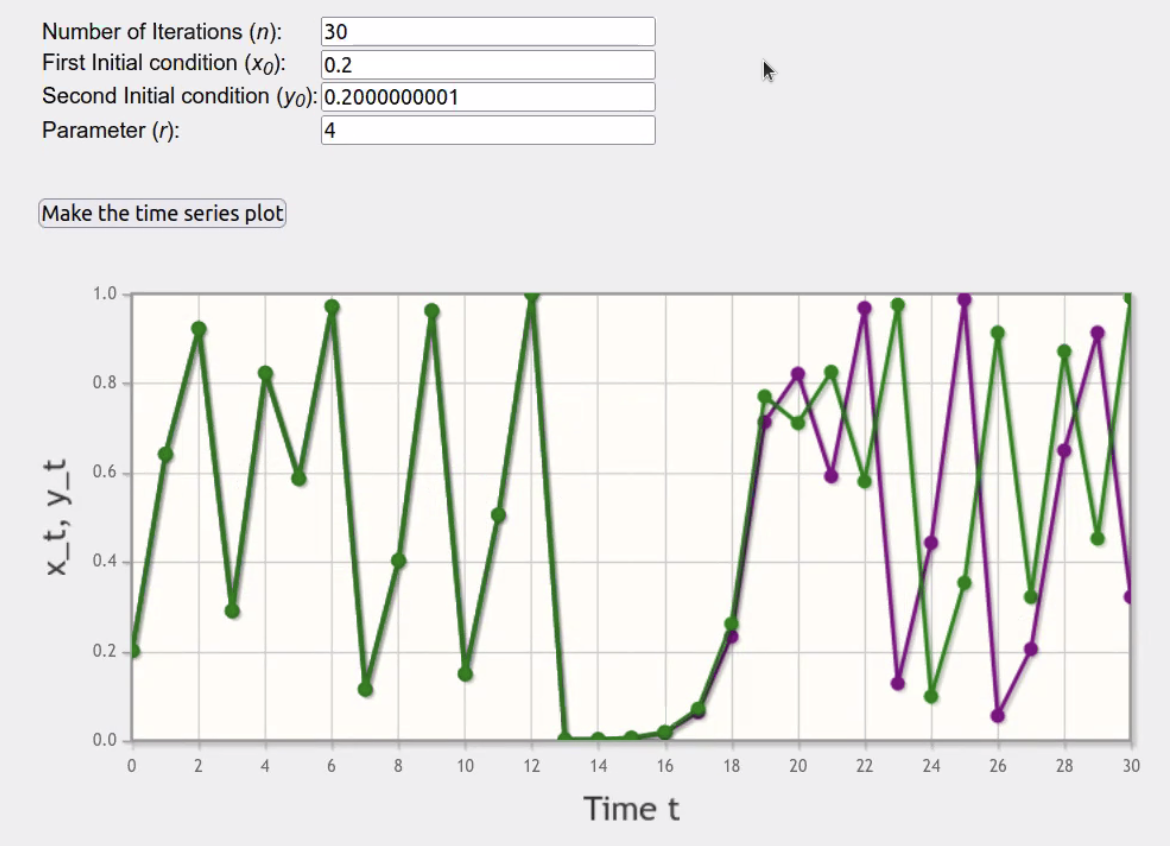 Number of Iterations (n): 30
First Initial condition (x0): 0.2
Second Initial condition (y0): 0.2000000001
Parameter (r): 4
Make the time series plot
1.0
0.8
0.6
0.4
0.2
0.0
x_t, y_t
0 2 4 6 8 10 12 14 16 18 20 22 24 26 28 30
Time t